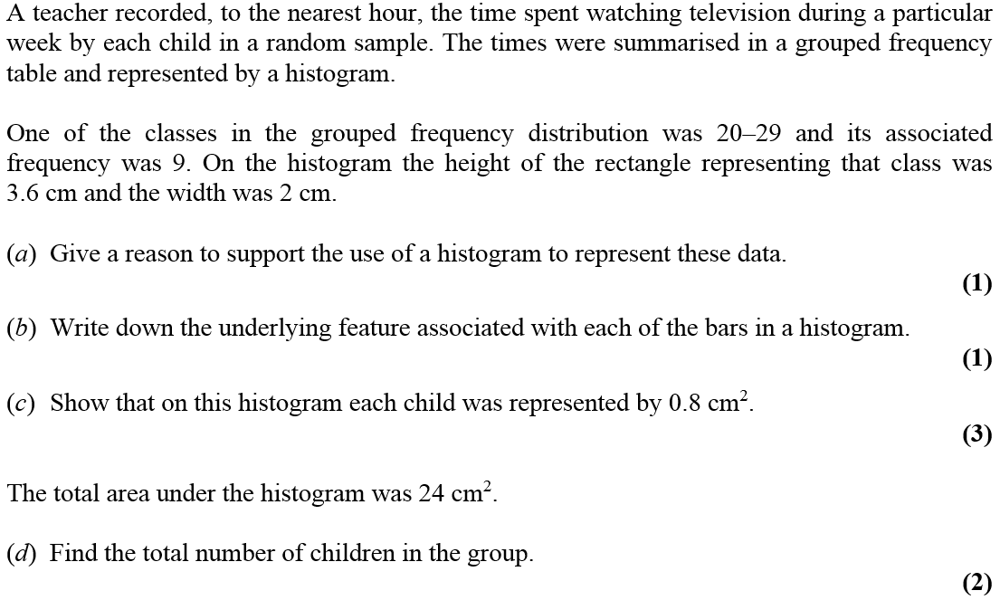 A teacher recorded, to the nearest hour, the time spent watching television during a particular
week by each child in a random sample. The times were summarised in a grouped frequency
table and represented by a histogram.
One of the classes in the grouped frequency distribution was 20–29 and its associated
frequency was 9. On the histogram the height of the rectangle representing that class was
3.6 cm and the width was 2 cm.
(a) Give a reason to support the use of a histogram to represent these data.
(1)
(b) Write down the underlying feature associated with each of the bars in a histogram.
(1)
(c) Show that on this histogram each child was represented by 0.8 cm².
(3)
The total area under the histogram was 24 cm².
(d) Find the total number of children in the group.
(2)